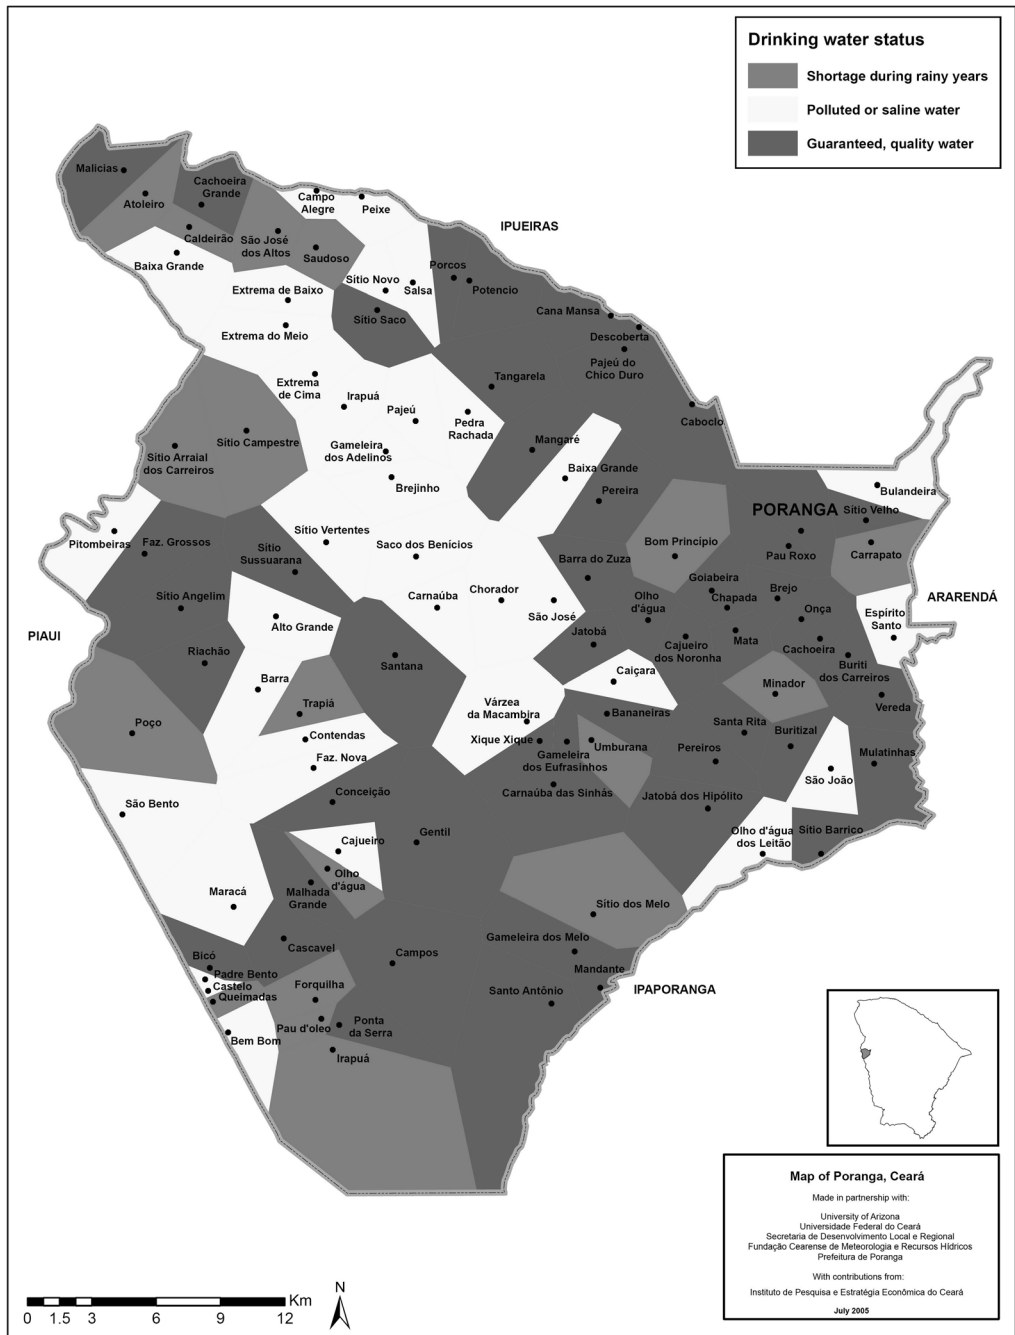 Drinking water status
Shortage during rainy years
Polluted or saline water
Guaranteed, quality water
Malicias
Cachoeira
Grande
Atoleiro
Campo
Alegre
Peixe
IPUEIRAS
Caldeirão
São José
dos Altos
Saudoso
Baixa Grande
Porcos
Sítio Novo
Salsa
Potencio
Extrema de Baixo
Sítio Saco
Cana Mansa
Extrema do Meio
Descoberta
Pajeú do
Chico Duro
Tangarela
Extrema
de Cima
Irapuá
Pajeú
Pedra
Rachada
Caboclo
Sítio Campestre
Mangaré
Sítio Arraial
dos Carreiros
Gameleira
dos Adelinos
Baixa Grande
Brejinho
Pereira
Bulandeira
PORANGA
Sítio Velho
Pitombeiras
Faz. Grossos
Sítio Vertentes
Sítio
Sussuarana
Saco dos Benícios
Bom Principio
Pau Roxo
Carrapato
Barra do Zuza
Goiabeira
Chapada
Brejo
ARARENDÁ
Sítio Angelim
Carnaúba
Chorador
São José
Olho
d'água
Onça
Espírito
Santo
PIAUI
Alto Grande
Jatobá
Cajueiro
dos Noronha
Mata
Cachoeira
Riachão
Santana
Buriti
dos Carreiros
Barra
Caiçara
Minador
Vereda
Trapiá
Várzea
da Macambira
Bananeiras
Poço
Santa Rita
Buritizal
Contendas
Xique Xique
Umburana
Pereiros
Mulatinhas
Faz. Nova
Gameleira
dos Eufrasinhos
São João
Conceição
Carnaúba das Sinhás
Jatobá dos Hipólito
São Bento
Gentil
Cajueiro
Olho d'água
dos Leitão
Sítio Barrico
Olho
d'água
Malhada
Grande
Maracá
Sítio dos Melo
Gameleira dos Melo
Cascavel
Bicó
Campos
Mandante
Padre Bento
Castelo
Queimadas
Forquilha
Santo Antônio
IPAPORANGA
Pau d'oleo
Ponta
da Serra
Bem Bom
Irapuá
Map of Poranga, Ceará
Made in partnership with:
University of Arizona
Universidade Federal do Ceará
Secretaria de Desenvolvimento Local e Regional
Fundação Cearense de Meteorologia e Recursos Hídricos
Prefeitura de Poranga
With contributions from:
Instituto de Pesquisa e Estratégia Econômica do Ceará
July 2005
N
Km
0 1.5 3 6 9 12